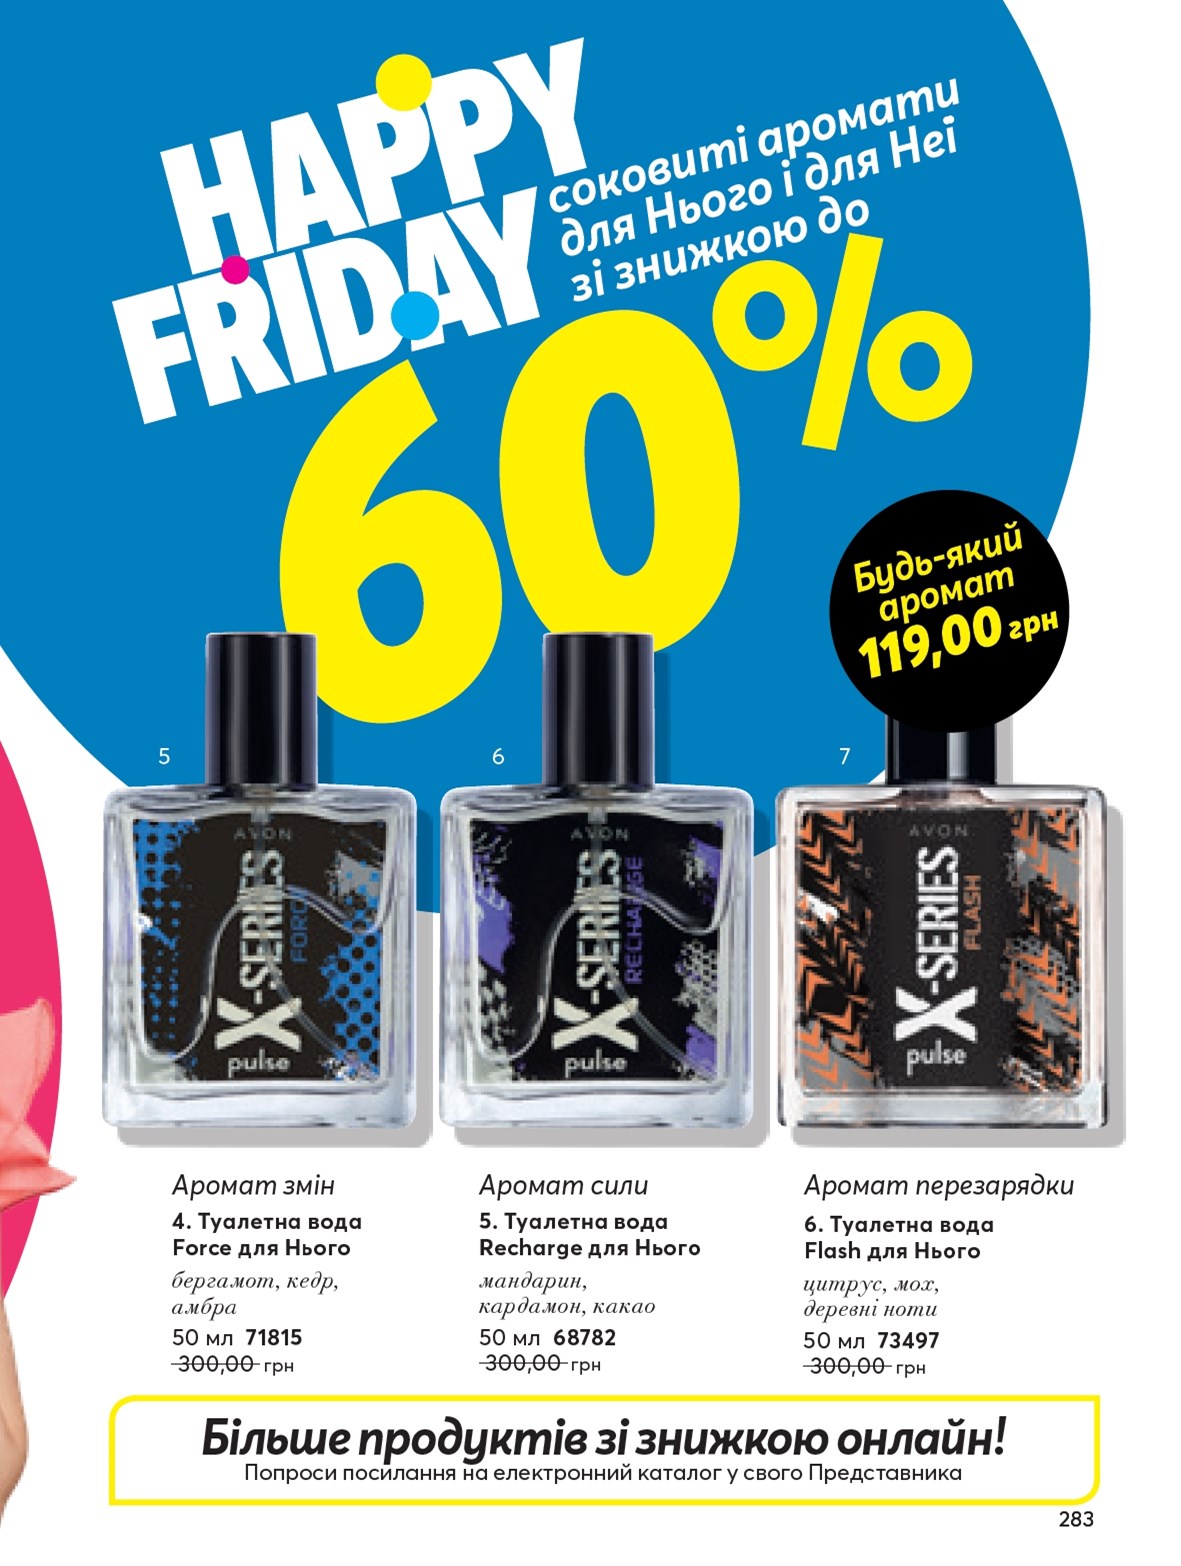 HAPPY
FRIDAY
соковиті аромати
для Нього і для Неї
зі знижкою до
60%
Будь-який
аромат
119,00 грн
5
6
7
AVON
X-SERIES
FORCE
pulse
AVON
X-SERIES
RECHARGE
pulse
AVON
X-SERIES
FLASH
pulse
Аромат змін
4. Туалетна вода
Force для Нього
бергамот, кедр,
амбра
50 мл 71815
300,00 грн
Аромат сили
5. Туалетна вода
Recharge для Нього
мандарин,
кардамон, какао
50 мл 68782
300,00 грн
Аромат перезарядки
6. Туалетна вода
Flash для Нього
цитрус, мох,
деревні ноти
50 мл 73497
300,00 грн
Більше продуктів зі знижкою онлайн!
Попроси посилання на електронний каталог у свого Представника
283